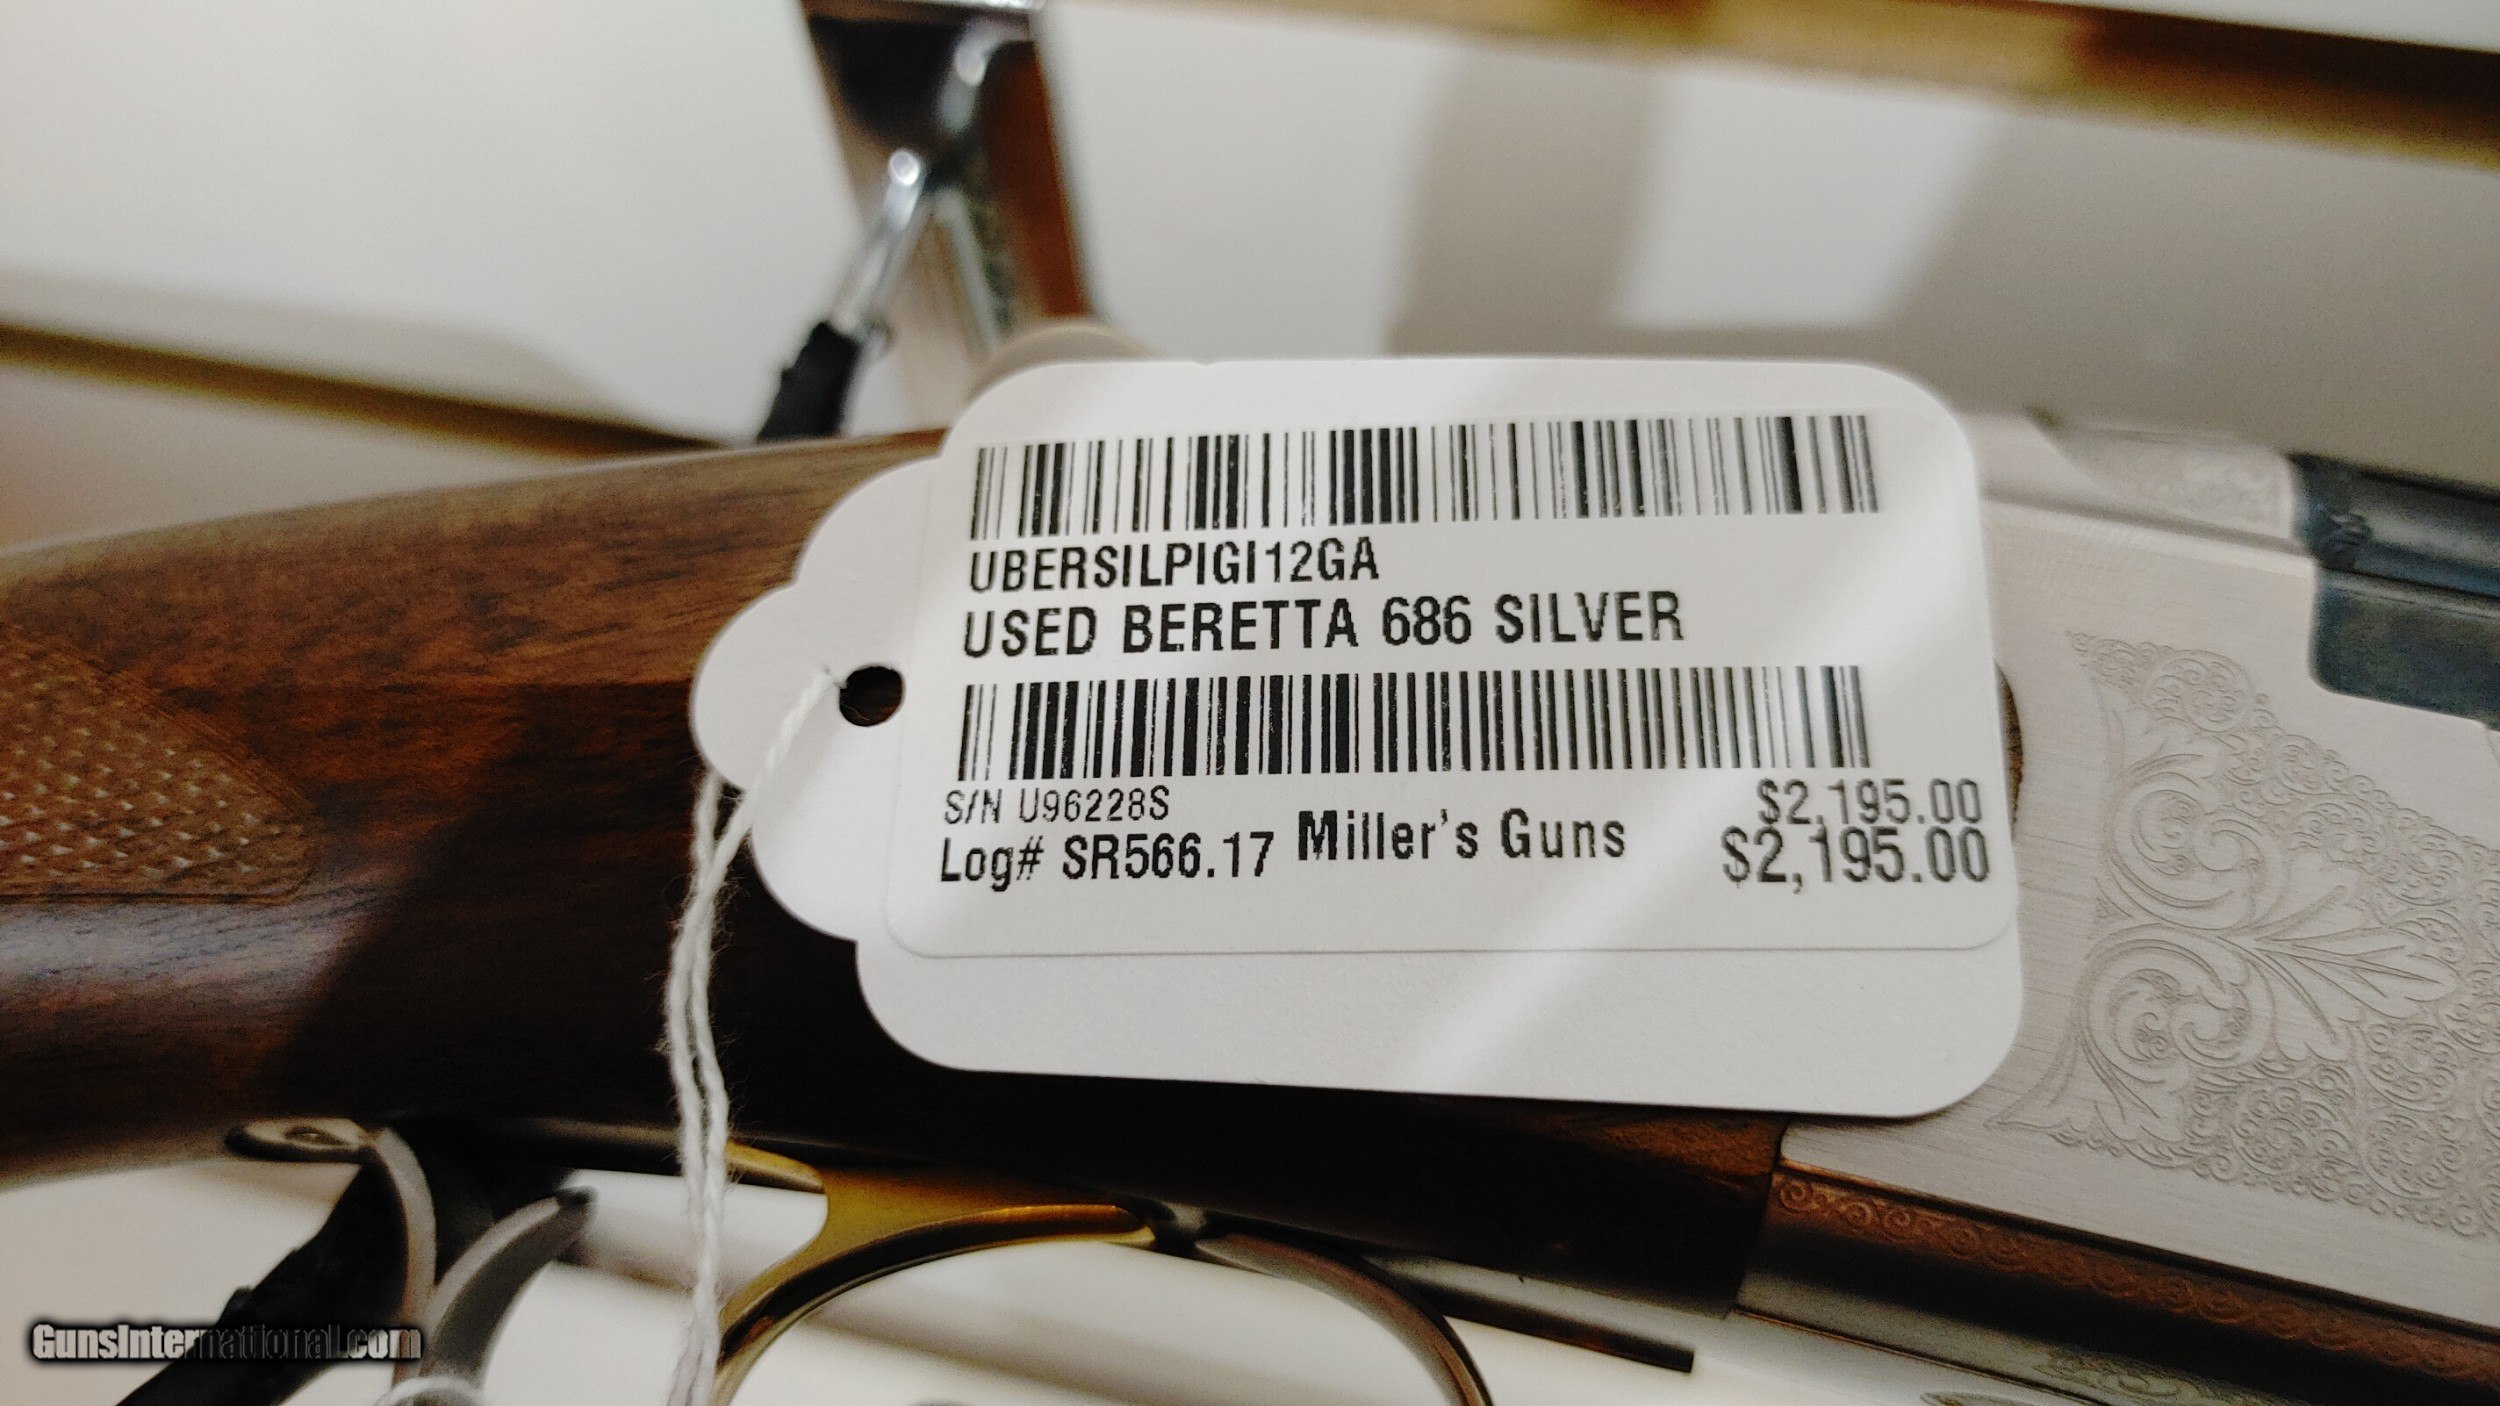 UBERSILPIGI12GA
USED BERETTA 686 SILVER
S/N U96228S
$2,195.00
Log# SR566.17 Miller's Guns
$2,195.00
GunsInternational.com